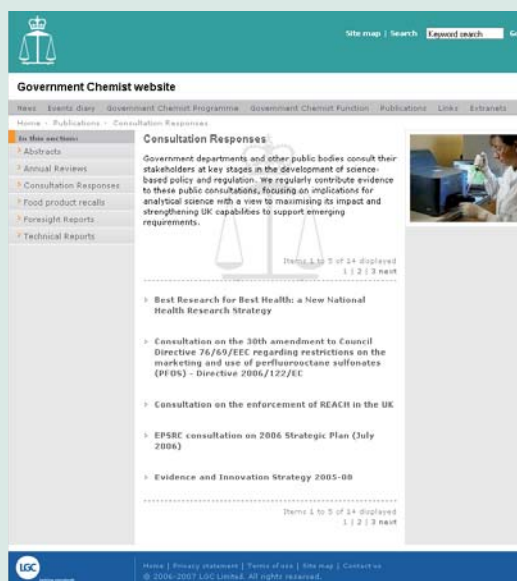 Site map | Search Keyword search
Government Chemist website
News Events diary Government Chemist Programme Government Chemist Function Publications Links Extranets
Home › Publications › Consultation Responses
In this section:
Abstracts
Annual Reviews
Consultation Responses
Food product recalls
Foresight Reports
Technical Reports
Consultation Responses
Government departments and other public bodies consult their
stakeholders at key stages in the development of science-
based policy and regulation. We regularly contribute evidence
to these public consultations, focusing on implications for
analytical science with a view to maximising its impact and
strengthening UK capabilities to support emerging
requirements.
Items 1 to 5 of 14 displayed
1 | 2 | 3 next
Best Research for Best Health: a New National
Health Research Strategy
Consultation on the 30th amendment to Council
Directive 76/69/EEC regarding restrictions on the
marketing and use of perfluorooctane sulfonates
(PFOS) - Directive 2006/122/EC
Consultation on the enforcement of REACH in the UK
EPSRC consultation on 2006 Strategic Plan (July
2006)
Evidence and Innovation Strategy 2005-08
Items 1 to 5 of 14 displayed
1 | 2 | 3 next
LGC
Home | Privacy statement | Terms of use | Site map | Contact us
© 2006-2007 LGC Limited. All rights reserved.